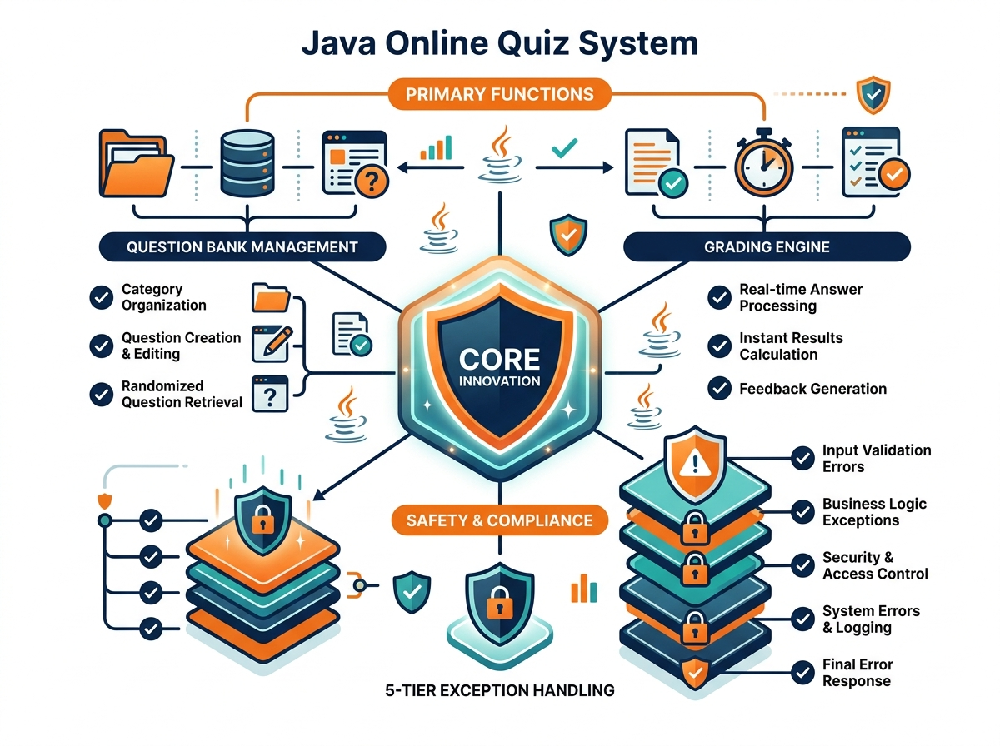 Java Online Quiz System
PRIMARY FUNCTIONS
QUESTION BANK MANAGEMENT
GRADING ENGINE
Category
Organization
Question Creation
& Editing
Randomized
Question Retrieval
?
?
CORE
INNOVATION
Real-time Answer
Processing
Instant Results
Calculation
Feedback Generation
SAFETY & COMPLIANCE
!
Input Validation
Errors
Business Logic
Exceptions
Security &
Access Control
System Errors
& Logging
Final Error
Response
5-TIER EXCEPTION HANDLING